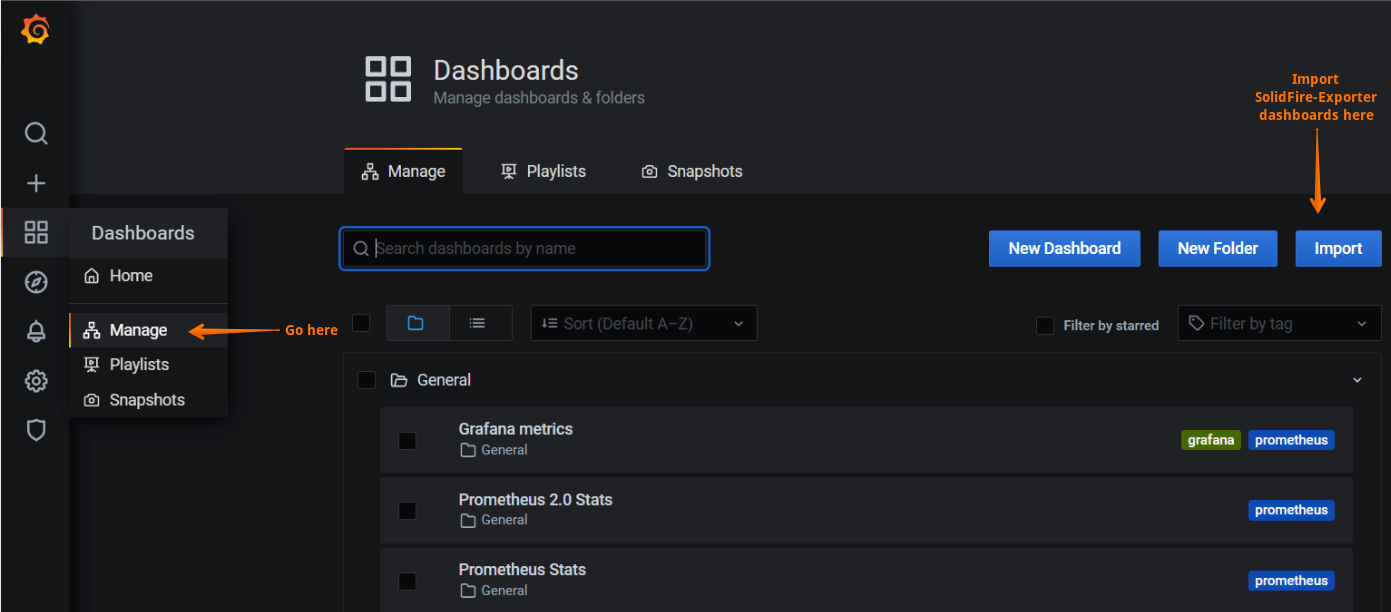 Dashboards
Manage dashboards & folders
Import
SolidFire-Exporter
dashboards here
Manage
Playlists
Snapshots
Dashboards
Home
Manage
Playlists
Snapshots
Go here
Search dashboards by name
New Dashboard
New Folder
Import
Sort (Default A–Z)
Filter by starred
Filter by tag
General
Grafana metrics
General
grafana
prometheus
Prometheus 2.0 Stats
General
prometheus
Prometheus Stats
General
prometheus